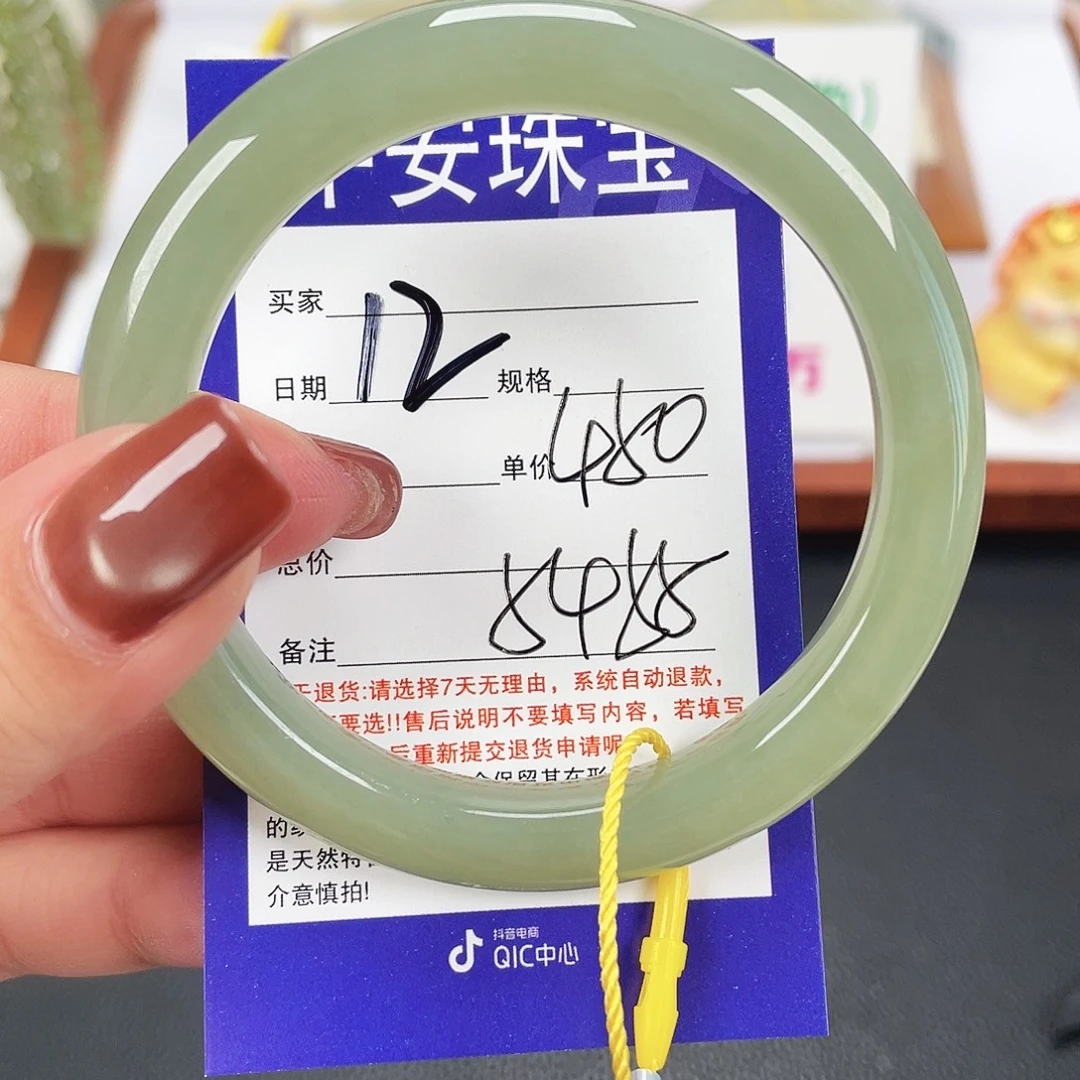 安珠宝
买家
日期 12 规格
单价 480
总价
5485
备注
退货:请选择7天无理由，系统自动退款，
要选!!售后说明不要填写内容，若填写
后重新提交退货申请呢
的
是天然特
介意慎拍!
抖音电商
QIC中心